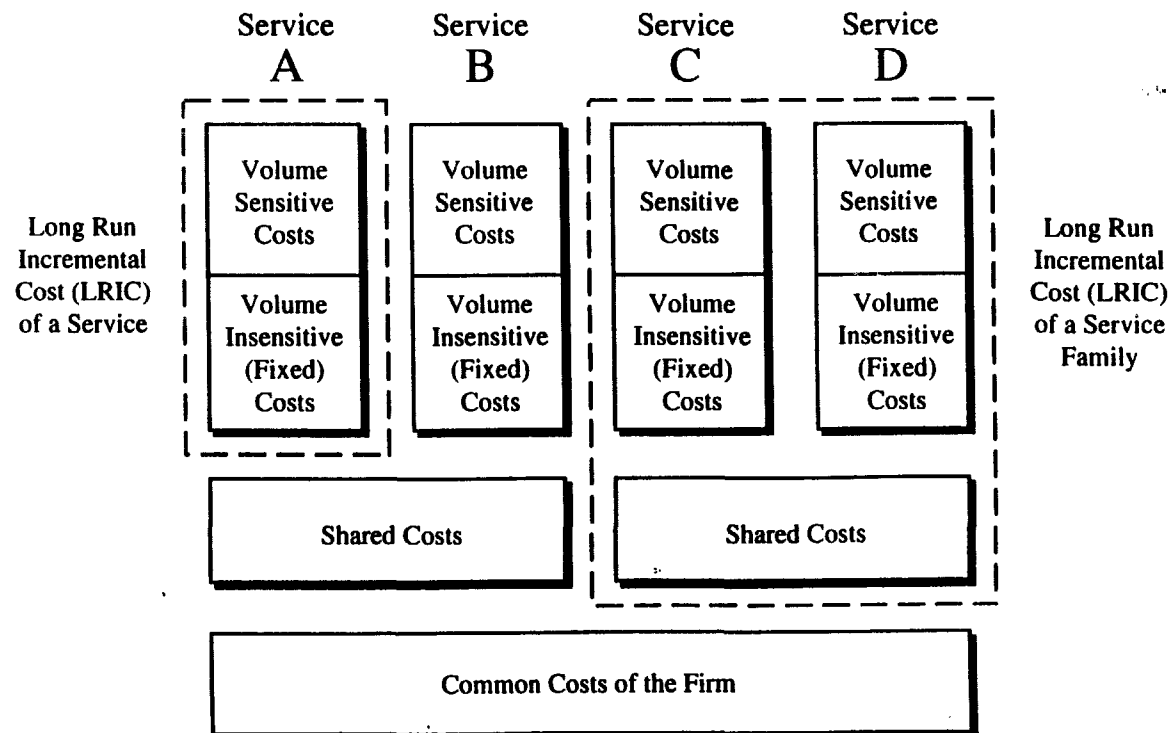 Service
A
Service
B
Service
C
Service
D
Long Run
Incremental
Cost (LRIC)
of a Service
Volume
Sensitive
Costs
Volume
Insensitive
(Fixed)
Costs
Volume
Sensitive
Costs
Volume
Insensitive
(Fixed)
Costs
Volume
Sensitive
Costs
Volume
Insensitive
(Fixed)
Costs
Volume
Sensitive
Costs
Volume
Insensitive
(Fixed)
Costs
Long Run
Incremental
Cost (LRIC)
of a Service
Family
Shared Costs
Shared Costs
Common Costs of the Firm